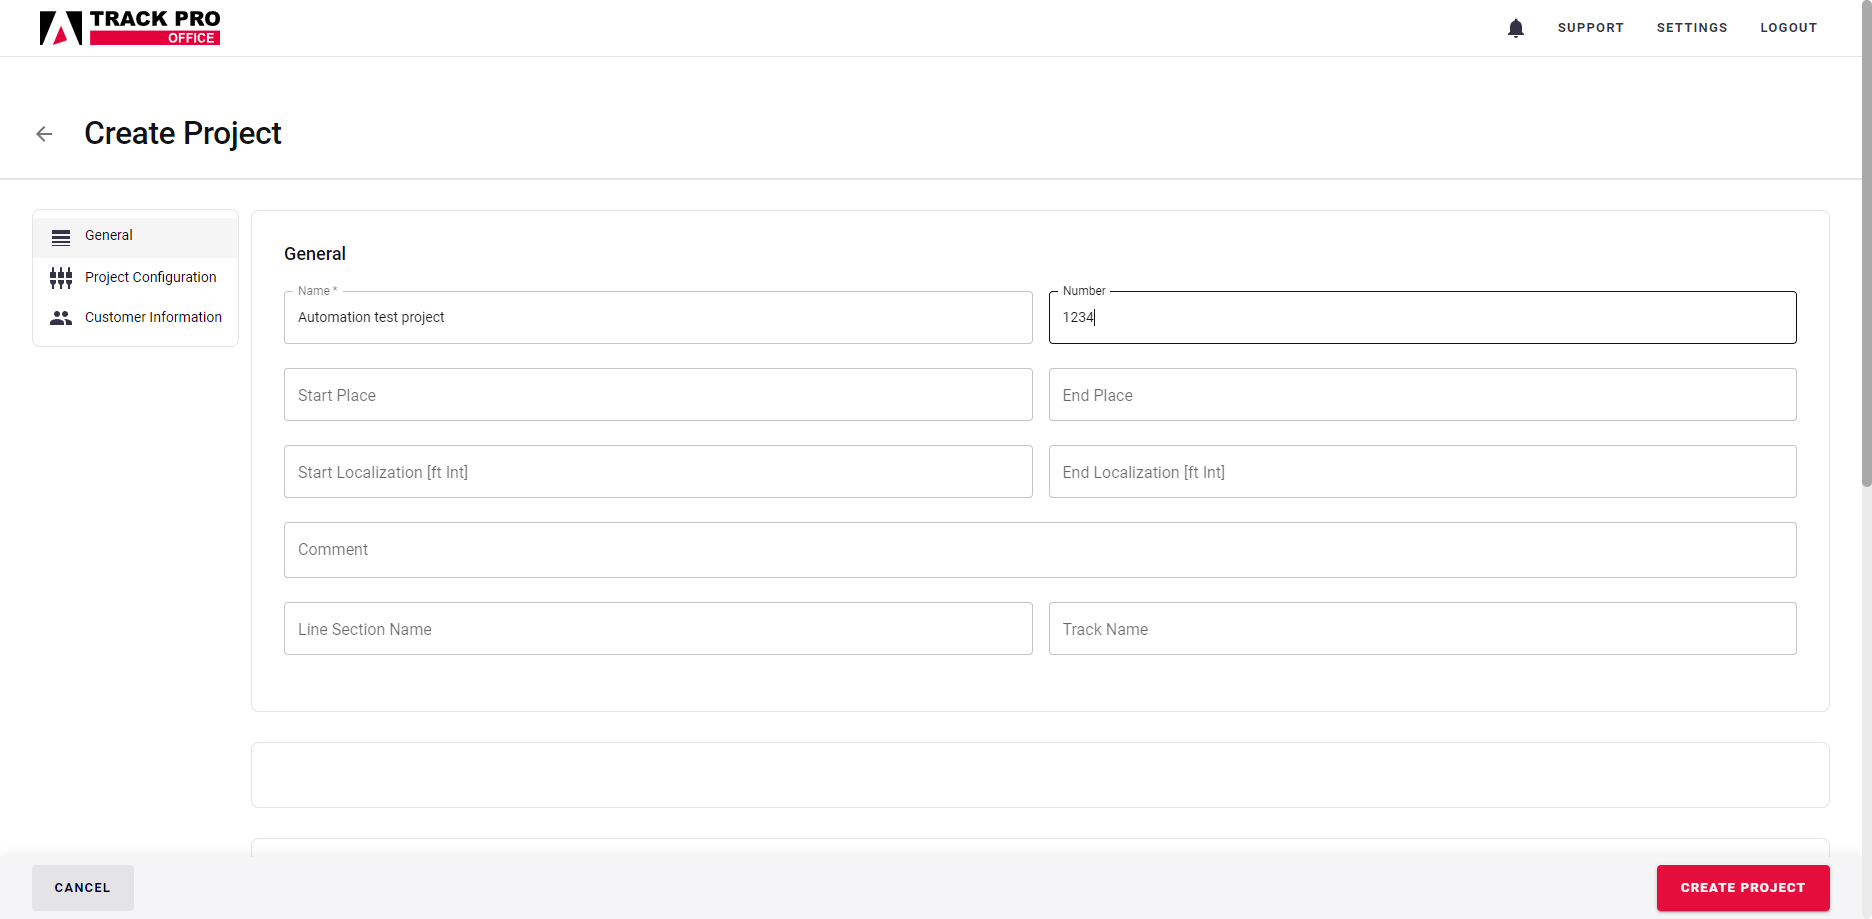 TRACK PRO
OFFICE
SUPPORT
SETTINGS
LOGOUT
Create Project
General
Project Configuration
Customer Information
General
Name *
Automation test project
Number
1234
Start Place
End Place
Start Localization [ft Int]
End Localization [ft Int]
Comment
Line Section Name
Track Name
CANCEL
CREATE PROJECT